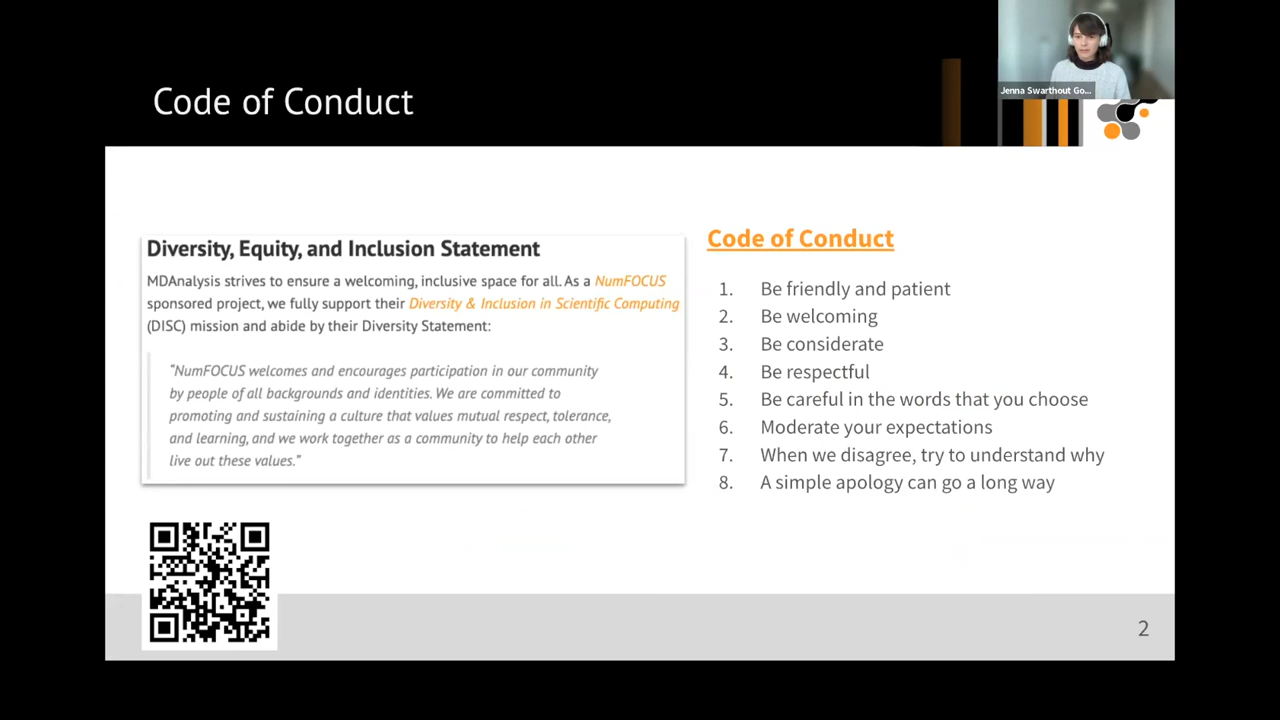 Code of Conduct
Jenna Swarthout Go...
Diversity, Equity, and Inclusion Statement
MDAnalysis strives to ensure a welcoming, inclusive space for all. As a NumFOCUS
sponsored project, we fully support their Diversity & Inclusion in Scientific Computing
(DISC) mission and abide by their Diversity Statement:
"NumFOCUS welcomes and encourages participation in our community
by people of all backgrounds and identities. We are committed to
promoting and sustaining a culture that values mutual respect, tolerance,
and learning, and we work together as a community to help each other
live out these values."
Code of Conduct
1. Be friendly and patient
2. Be welcoming
3. Be considerate
4. Be respectful
5. Be careful in the words that you choose
6. Moderate your expectations
7. When we disagree, try to understand why
8. A simple apology can go a long way
2